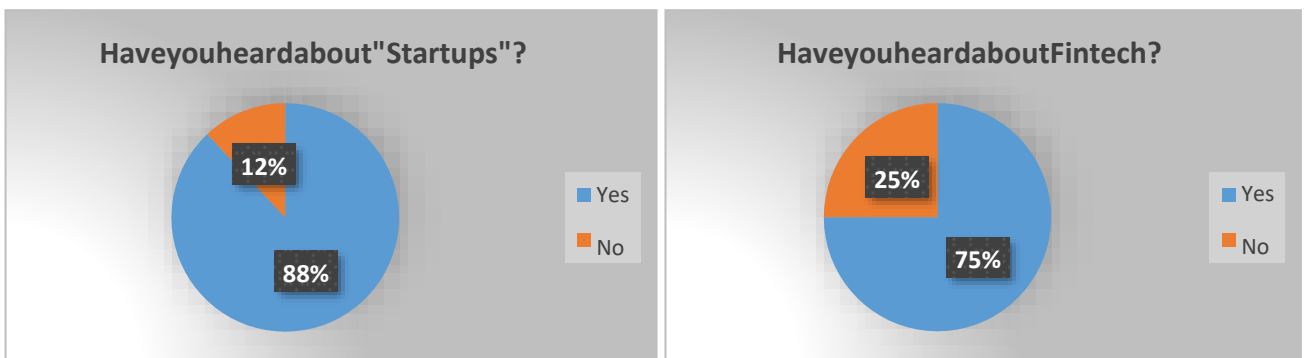 Haveyouheardabout"Startups"?
12%
88%
Yes
No
HaveyouheardaboutFintech?
25%
75%
Yes
No